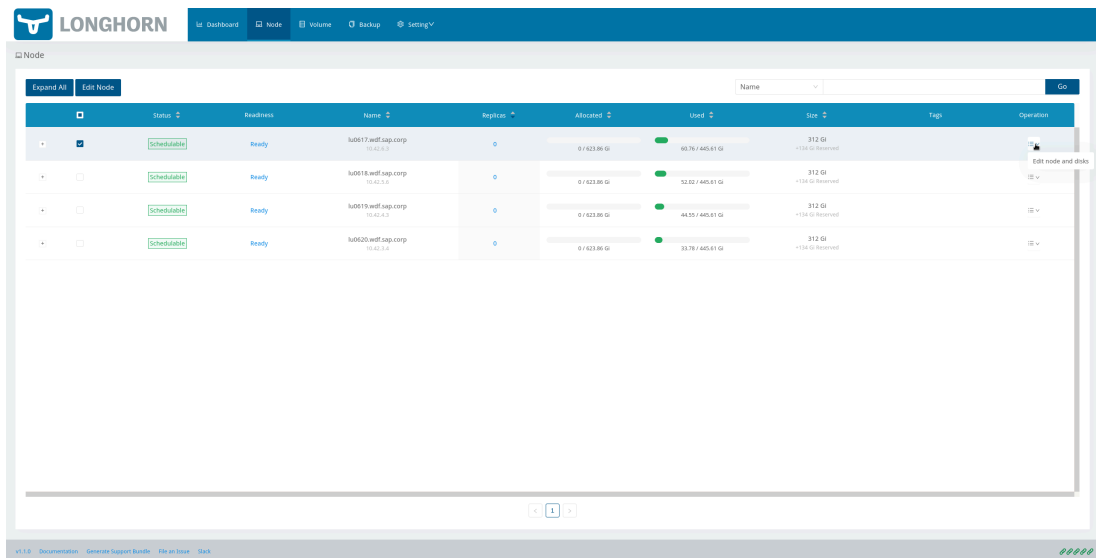 LONGHORN
Dashboard Node Volume Backup Setting
Node
Expand All Edit Node Name Go
Status Readiness Name Replicas Allocated Used Size Tags Operation
Schedulable Ready lu0617.wdf.sap.corp 0 0 / 623.86 Gi 60.76 / 445.61 Gi 312 Gi
10.42.6.3 +134 Gi Reserved
Edit node and disks
Schedulable Ready lu0618.wdf.sap.corp 0 0 / 623.86 Gi 52.02 / 445.61 Gi 312 Gi
10.42.5.6 +134 Gi Reserved
Schedulable Ready lu0619.wdf.sap.corp 0 0 / 623.86 Gi 44.55 / 445.61 Gi 312 Gi
10.42.4.3 +134 Gi Reserved
Schedulable Ready lu0620.wdf.sap.corp 0 0 / 623.86 Gi 33.78 / 445.61 Gi 312 Gi
10.42.3.4 +134 Gi Reserved
1
v1.1.0 Documentation Generate Support Bundle File an Issue Slack